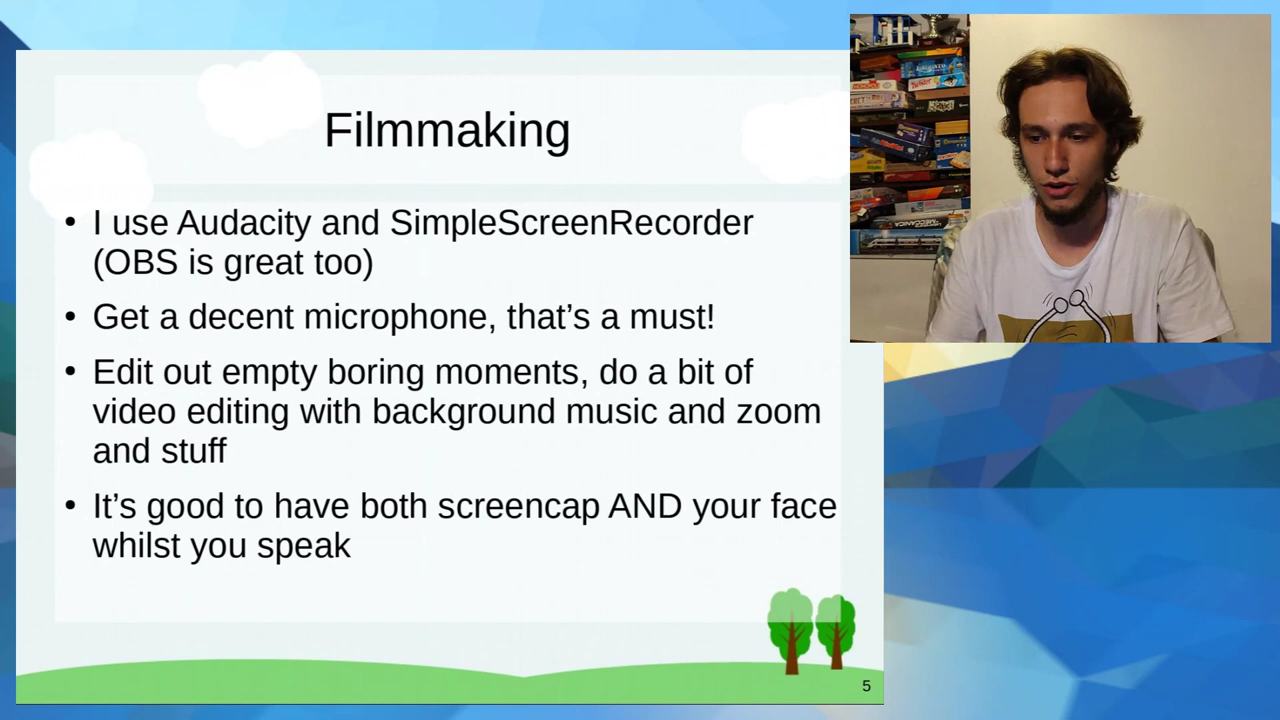 Filmmaking
• I use Audacity and SimpleScreenRecorder
(OBS is great too)
• Get a decent microphone, that’s a must!
• Edit out empty boring moments, do a bit of
video editing with background music and zoom
and stuff
• It’s good to have both screencap AND your face
whilst you speak
5
MECCANICA